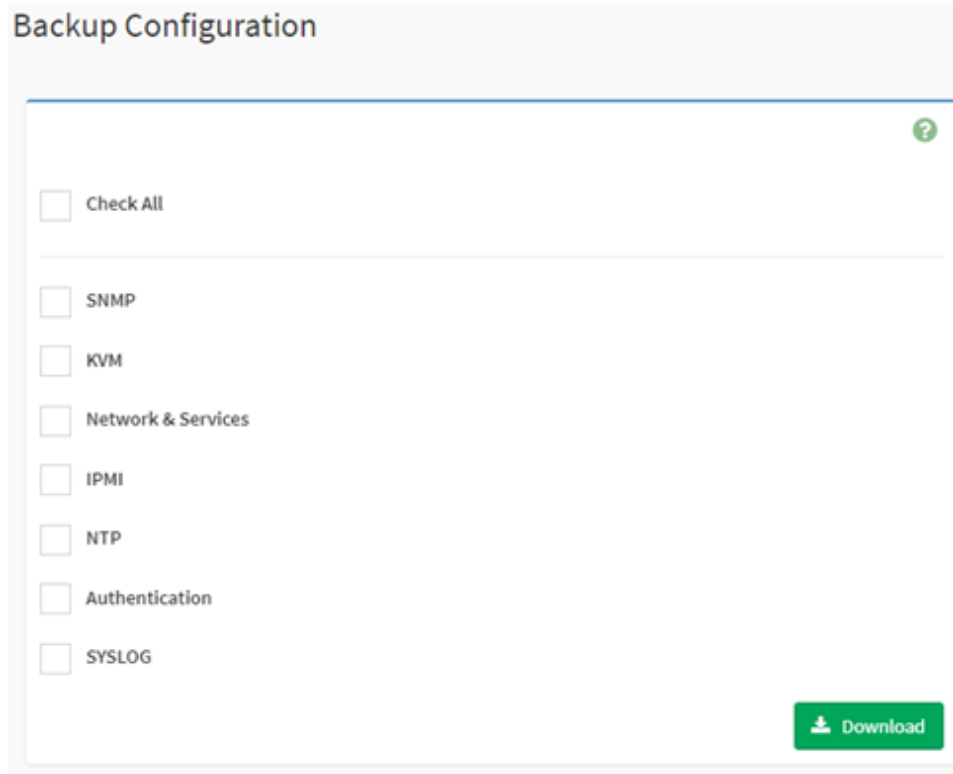 Backup Configuration
?
Check All
SNMP
KVM
Network & Services
IPMI
NTP
Authentication
SYSLOG
Download